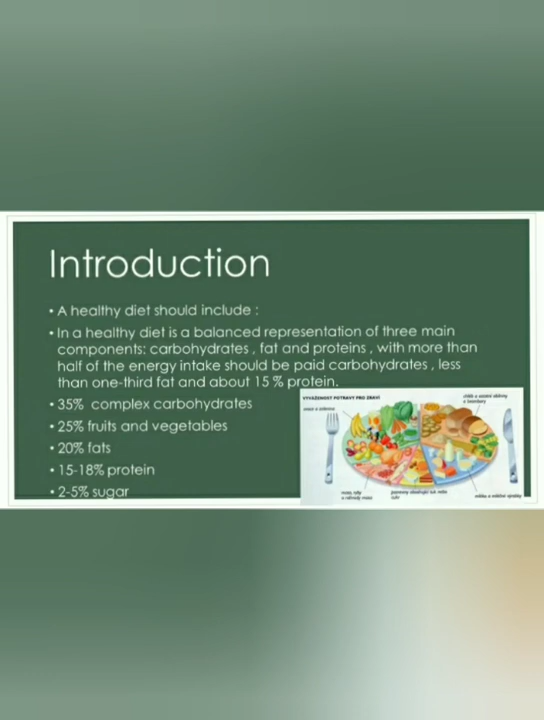 Introduction
• A healthy diet should include :
• In a healthy diet is a balanced representation of three main
components: carbohydrates , fat and proteins , with more than
half of the energy intake should be paid carbohydrates , less
than one-third fat and about 15 % protein.
• 35% complex carbohydrates
• 25% fruits and vegetables
• 20% fats
• 15-18% protein
• 2-5% sugar
VYVÁŽENOST POTRAVY PRO ZDRAVÍ
ovoce a zelenina